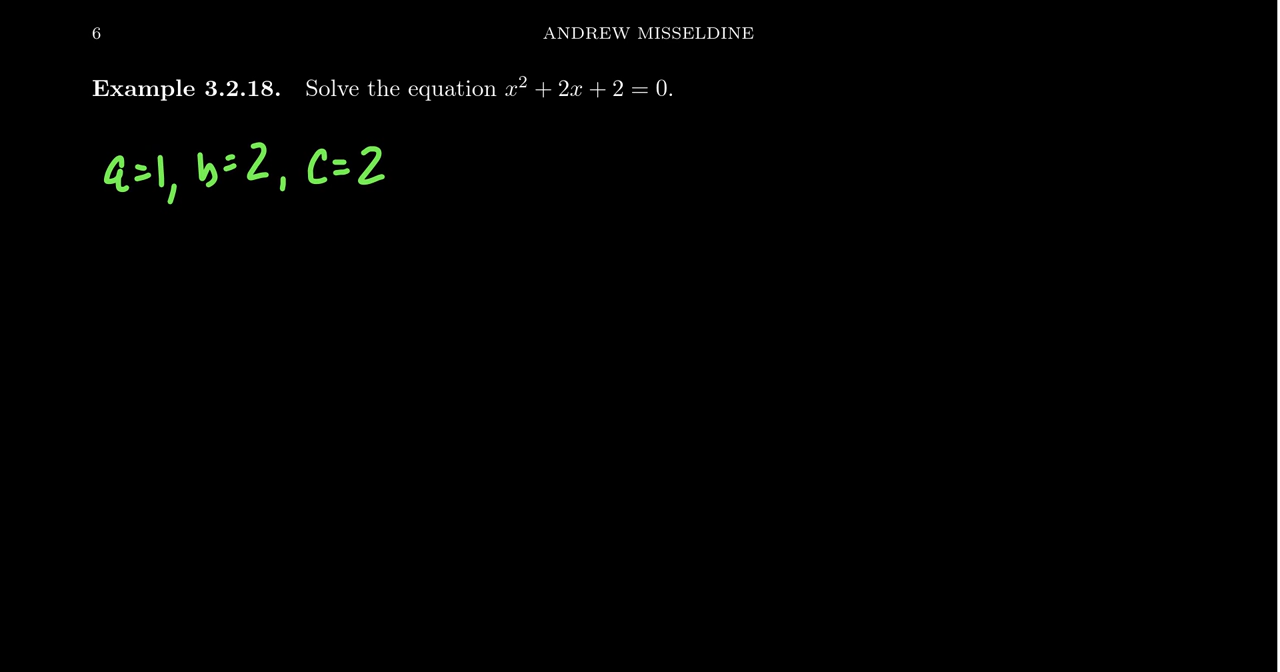 6 ANDREW MISSELDINE
Example 3.2.18. Solve the equation x² + 2x + 2 = 0.
a=1, b=2, c=2